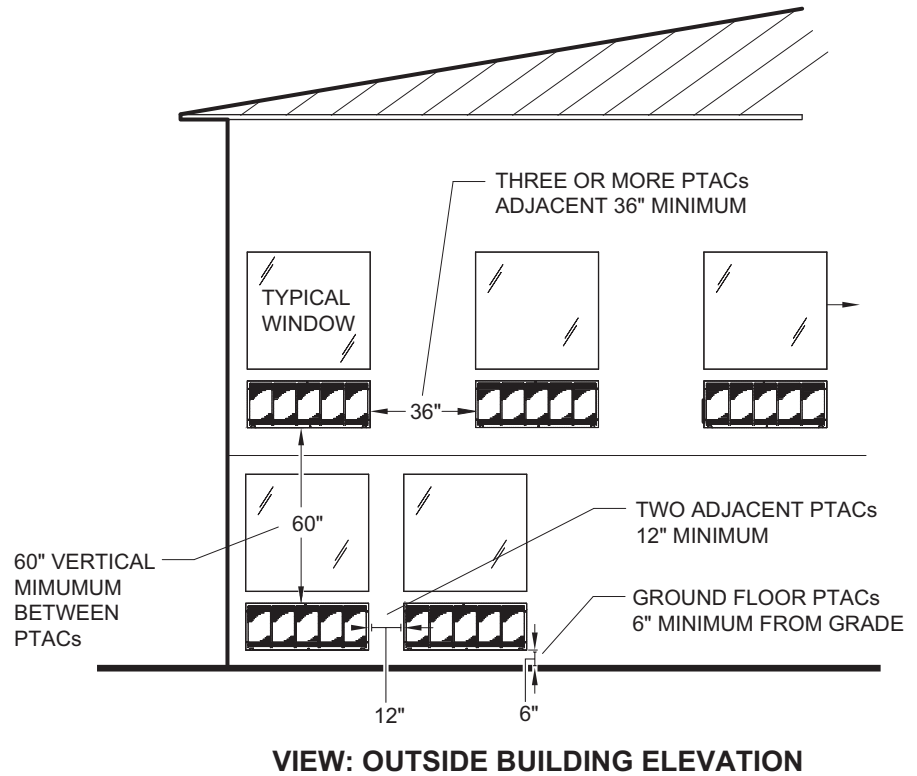 THREE OR MORE PTACs
ADJACENT 36" MINIMUM
TYPICAL
WINDOW
36"
60"
TWO ADJACENT PTACs
12" MINIMUM
60" VERTICAL
MIMUMUM
BETWEEN
PTACs
GROUND FLOOR PTACs
6" MINIMUM FROM GRADE
12"
6"
VIEW: OUTSIDE BUILDING ELEVATION